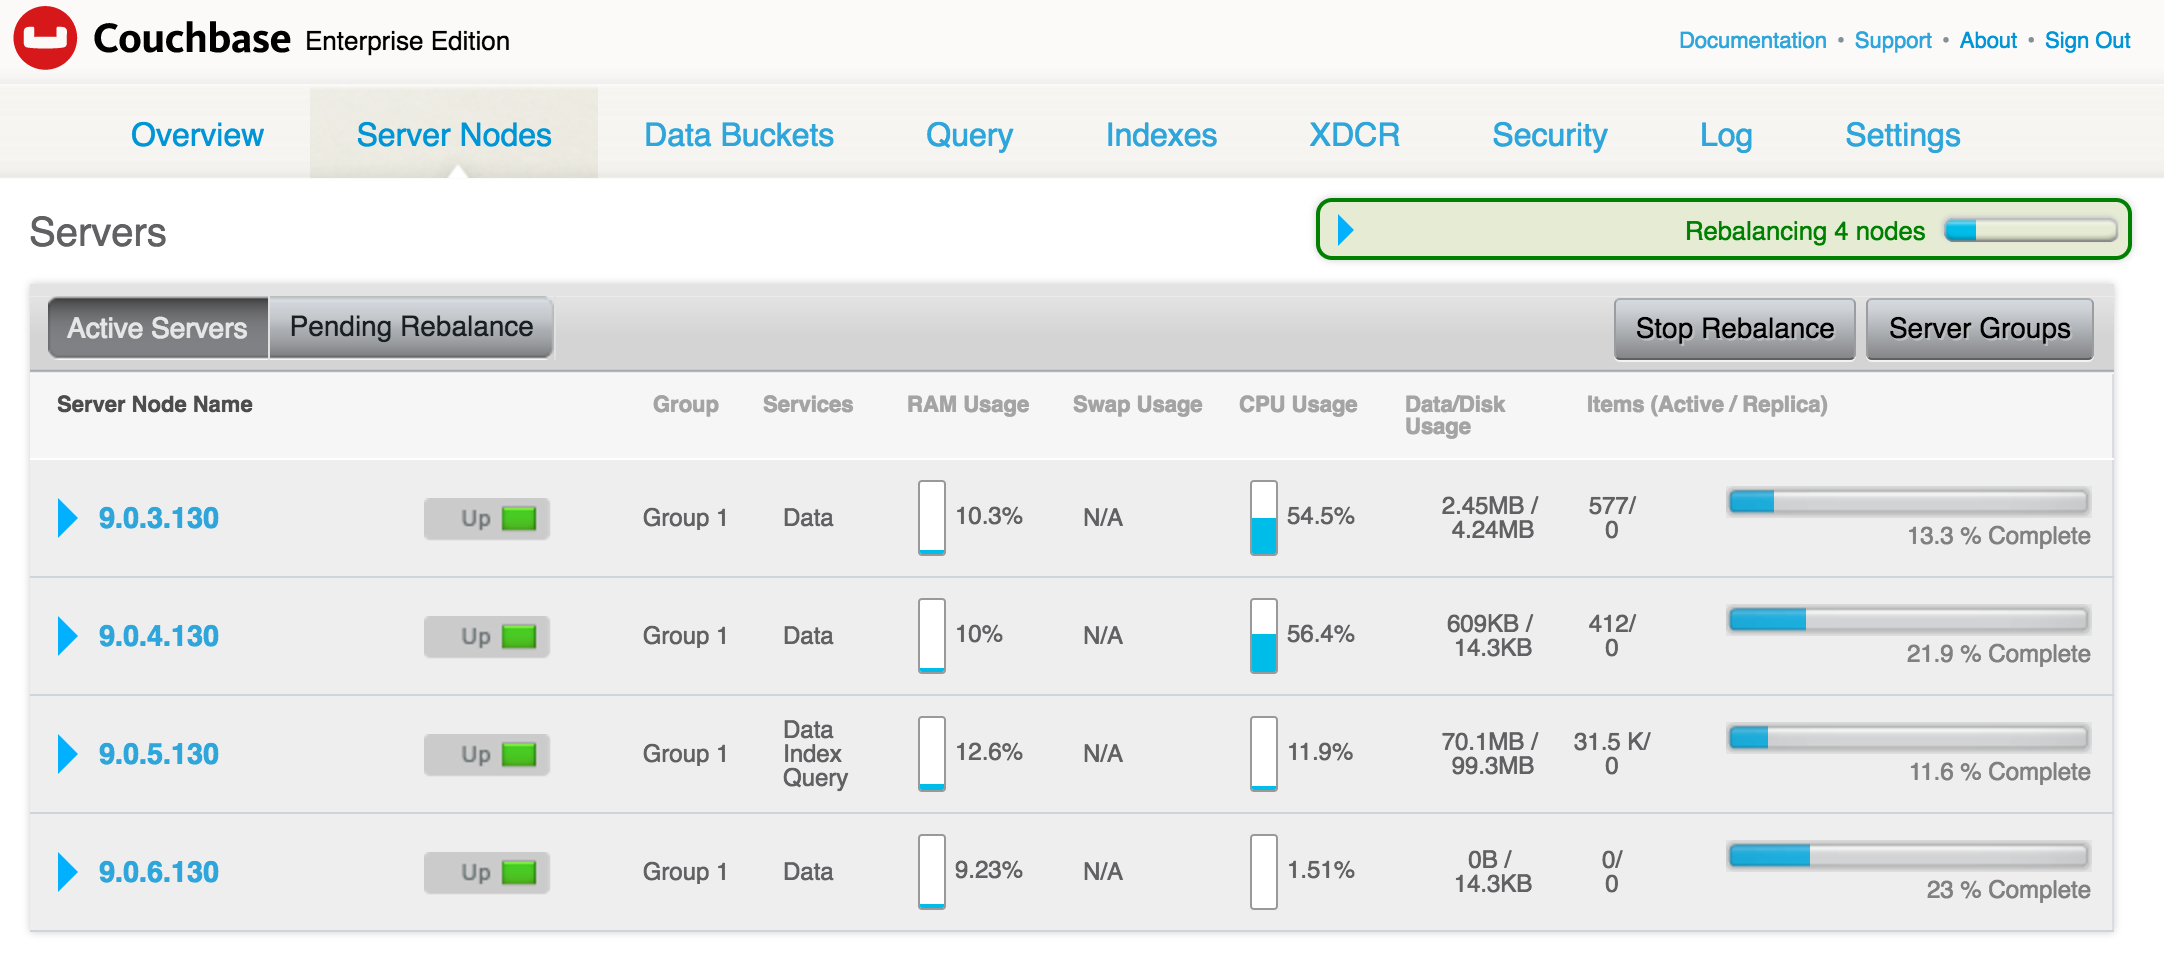 Couchbase Enterprise Edition
Documentation • Support • About • Sign Out
Overview Server Nodes Data Buckets Query Indexes XDCR Security Log Settings
Servers
Rebalancing 4 nodes
Active Servers Pending Rebalance Stop Rebalance Server Groups
Server Node Name Group Services RAM Usage Swap Usage CPU Usage Data/Disk Items (Active / Replica)
Usage
9.0.3.130 Up Group 1 Data 10.3% N/A 54.5% 2.45MB / 577/
4.24MB 0
13.3 % Complete
9.0.4.130 Up Group 1 Data 10% N/A 56.4% 609KB / 412/
14.3KB 0
21.9 % Complete
Data
9.0.5.130 Up Group 1 Index 12.6% N/A 11.9% 70.1MB / 31.5 K/
Query 99.3MB 0
11.6 % Complete
9.0.6.130 Up Group 1 Data 9.23% N/A 1.51% 0B / 0/
14.3KB 0
23 % Complete